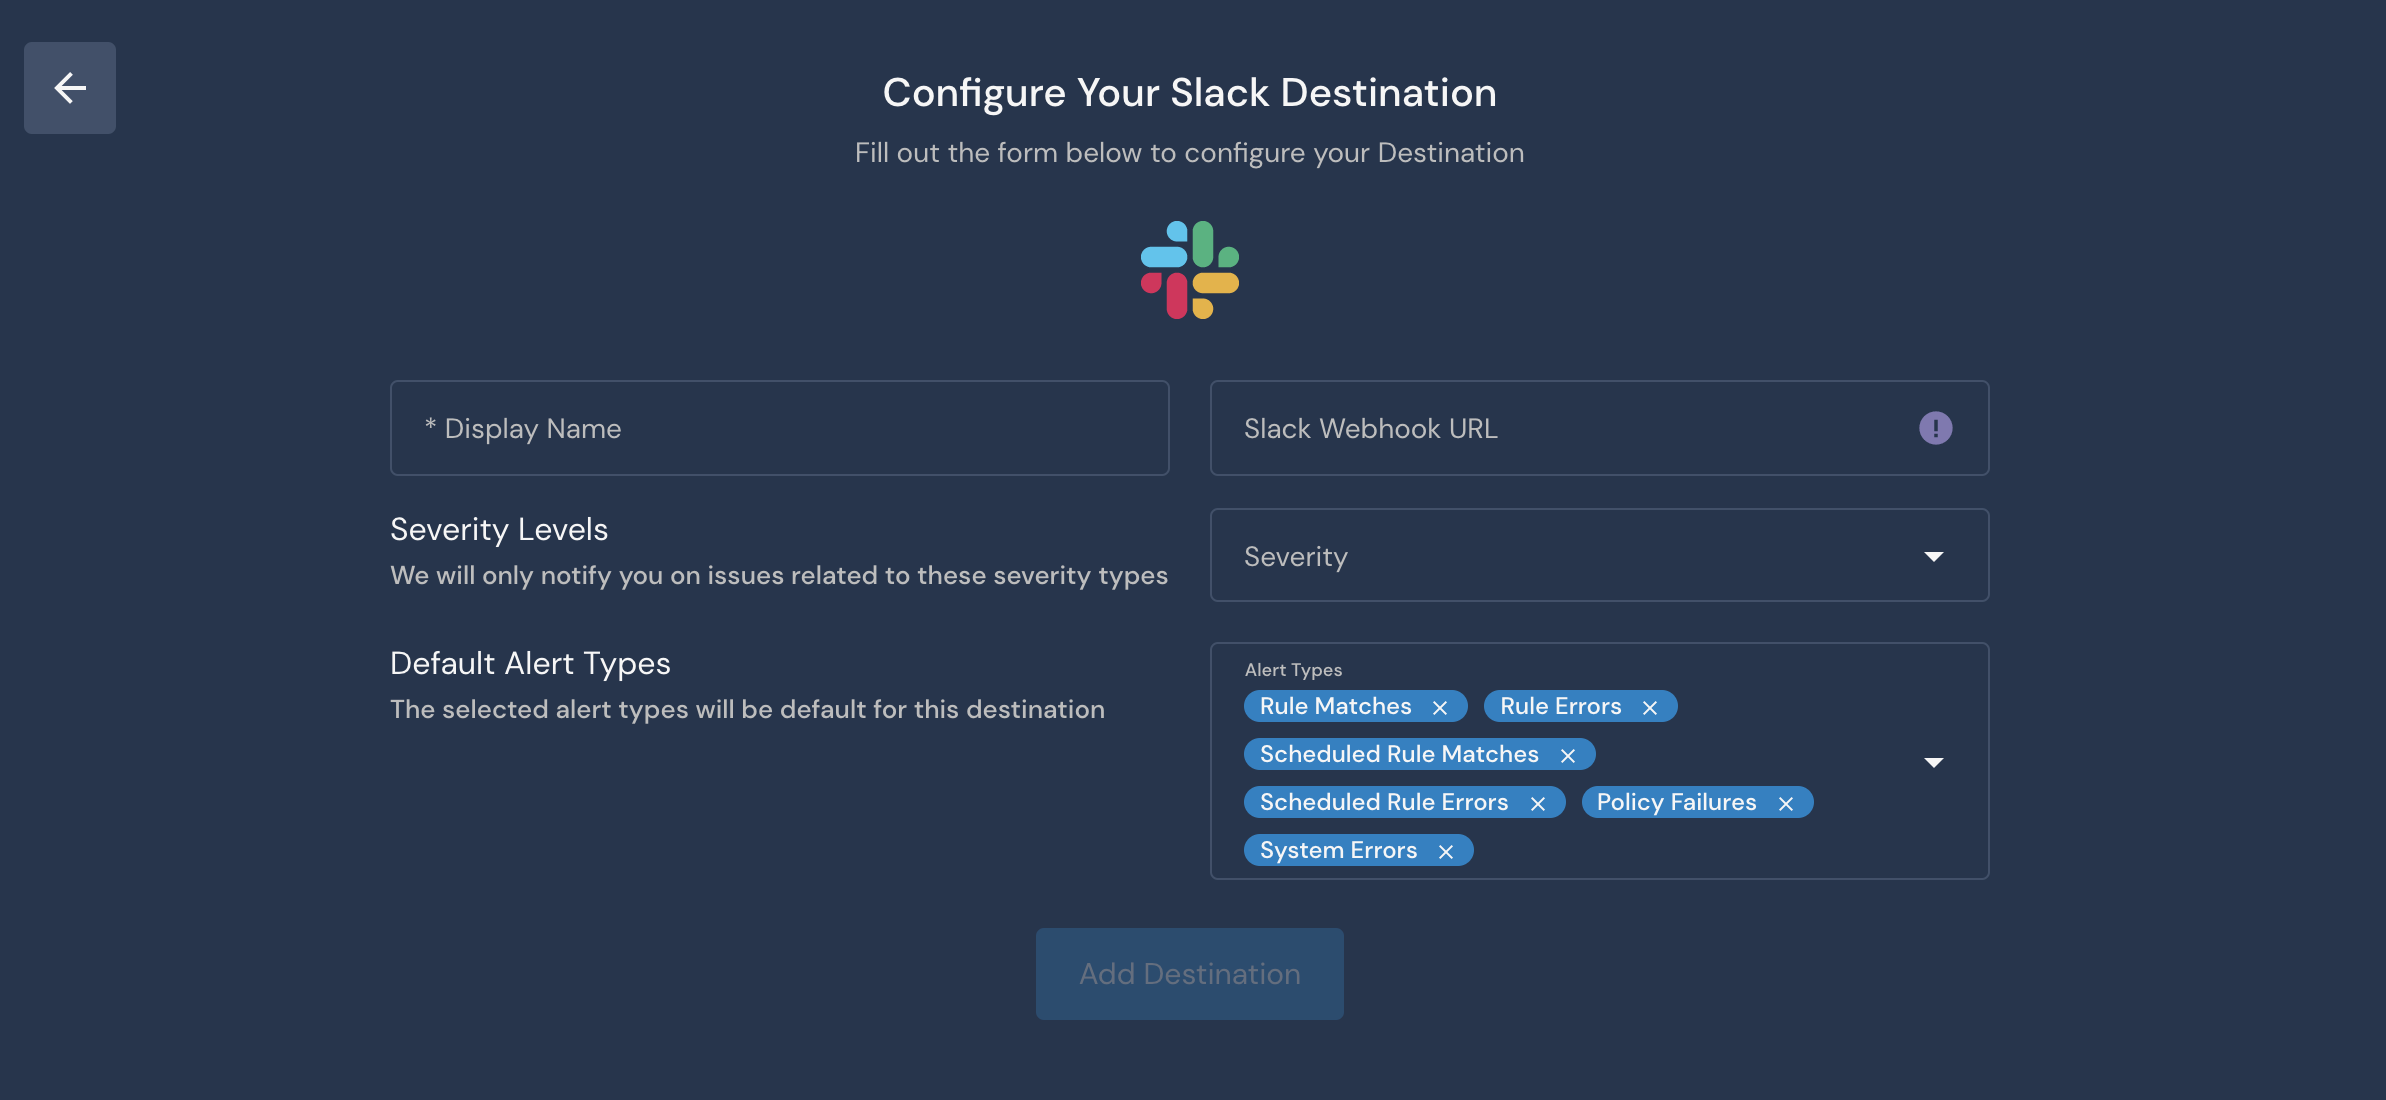 Configure Your Slack Destination
Fill out the form below to configure your Destination
* Display Name
Slack Webhook URL
Severity Levels
We will only notify you on issues related to these severity types
Severity
Default Alert Types
The selected alert types will be default for this destination
Alert Types
Rule Matches
Rule Errors
Scheduled Rule Matches
Scheduled Rule Errors
Policy Failures
System Errors
Add Destination